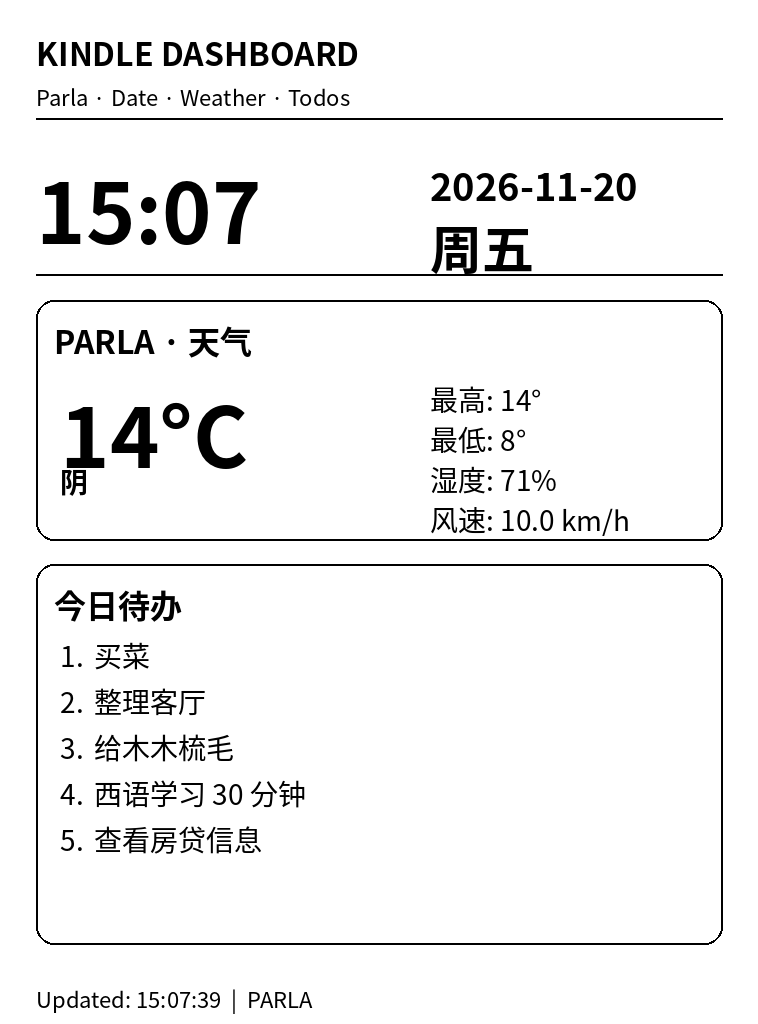 KINDLE DASHBOARD
Parla · Date · Weather · Todos
15:07
2026-11-20
周五
PARLA · 天气
14°C
阴
最高: 14°
最低: 8°
湿度: 71%
风速: 10.0 km/h
今日待办
1. 买菜
2. 整理客厅
3. 给木木梳毛
4. 西语学习 30 分钟
5. 查看房贷信息
Updated: 15:07:39 | PARLA